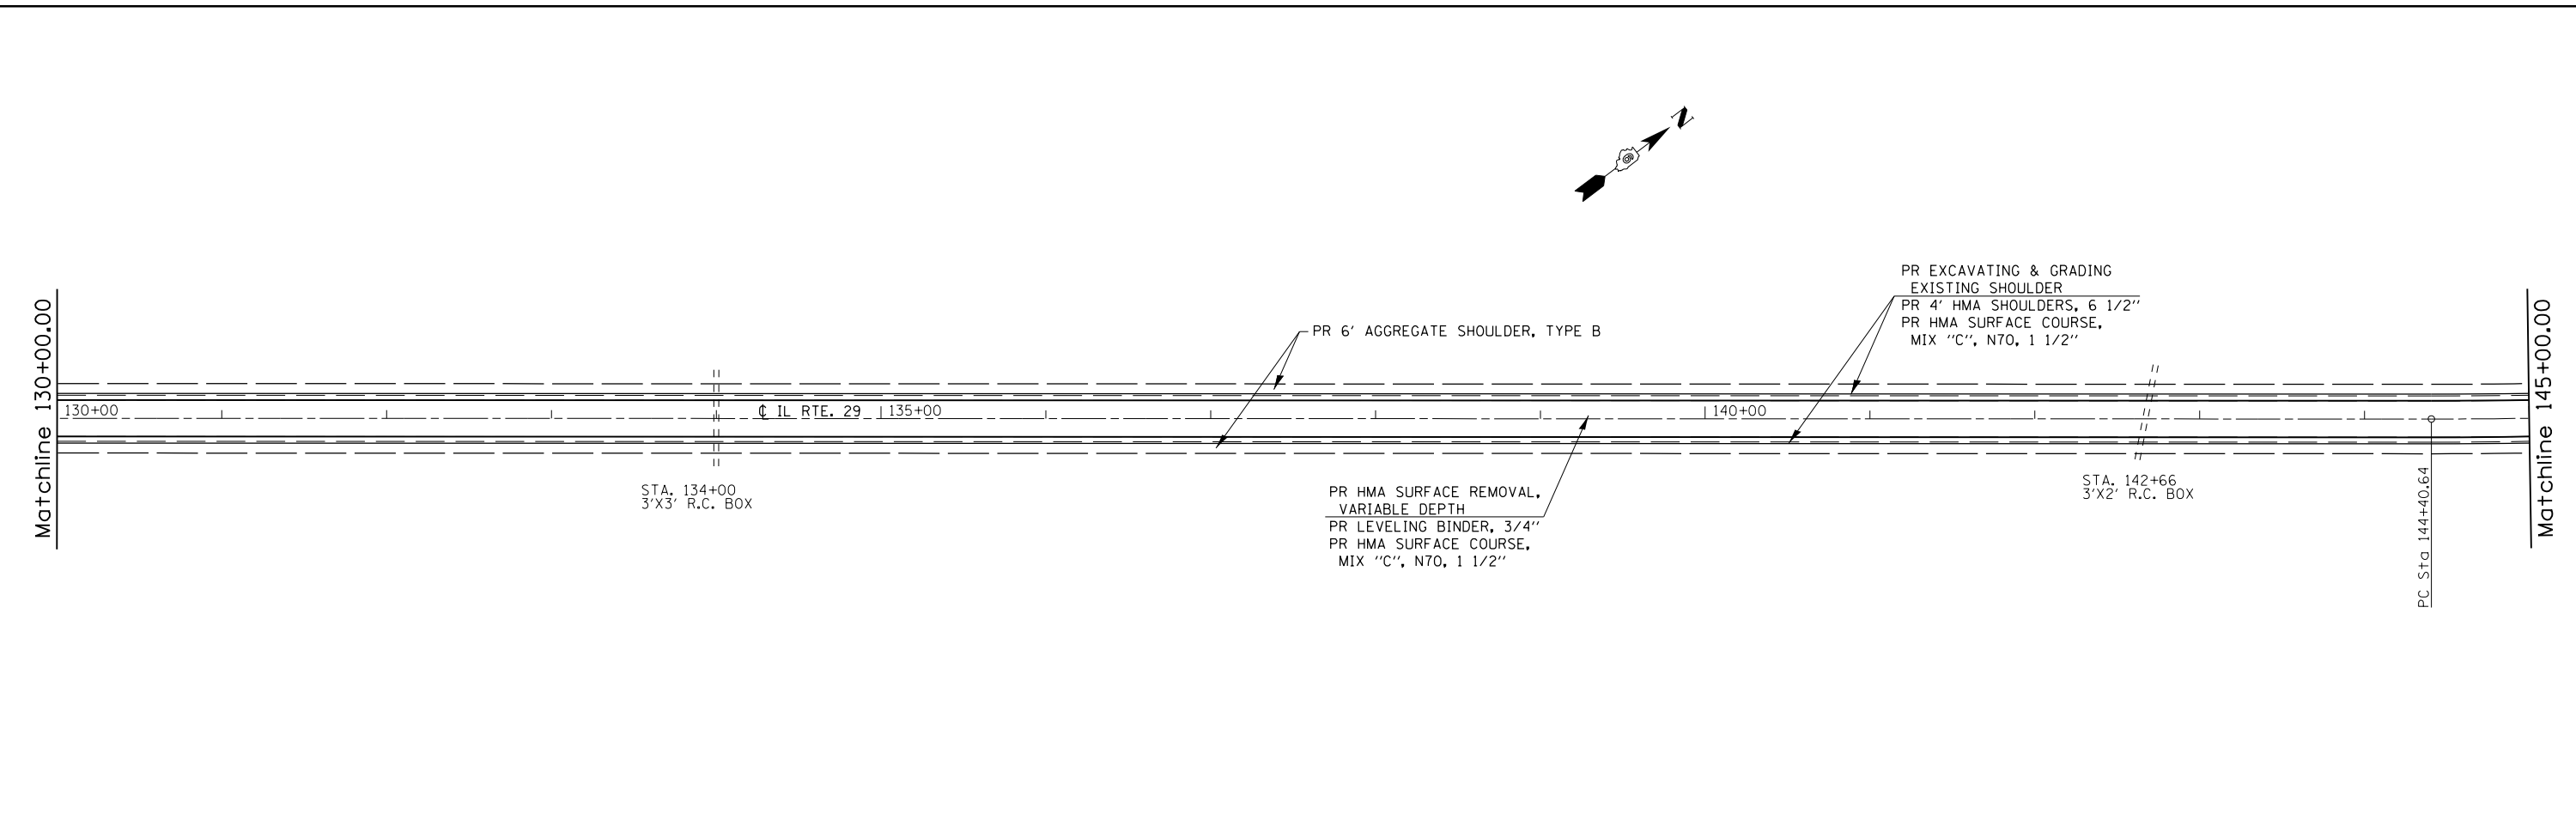 N
PR EXCAVATING & GRADING
EXISTING SHOULDER
PR 4' HMA SHOULDERS, 6 1/2"
PR HMA SURFACE COURSE,
MIX "C", N70, 1 1/2"
PR 6' AGGREGATE SHOULDER, TYPE B
Matchline 130+00.00
130+00
℄ IL RTE. 29
135+00
140+00
Matchline 145+00.00
STA. 134+00
3'X3' R.C. BOX
PR HMA SURFACE REMOVAL,
VARIABLE DEPTH
PR LEVELING BINDER, 3/4"
PR HMA SURFACE COURSE,
MIX "C", N70, 1 1/2"
STA. 142+66
3'X2' R.C. BOX
PC Sta 144+40.64